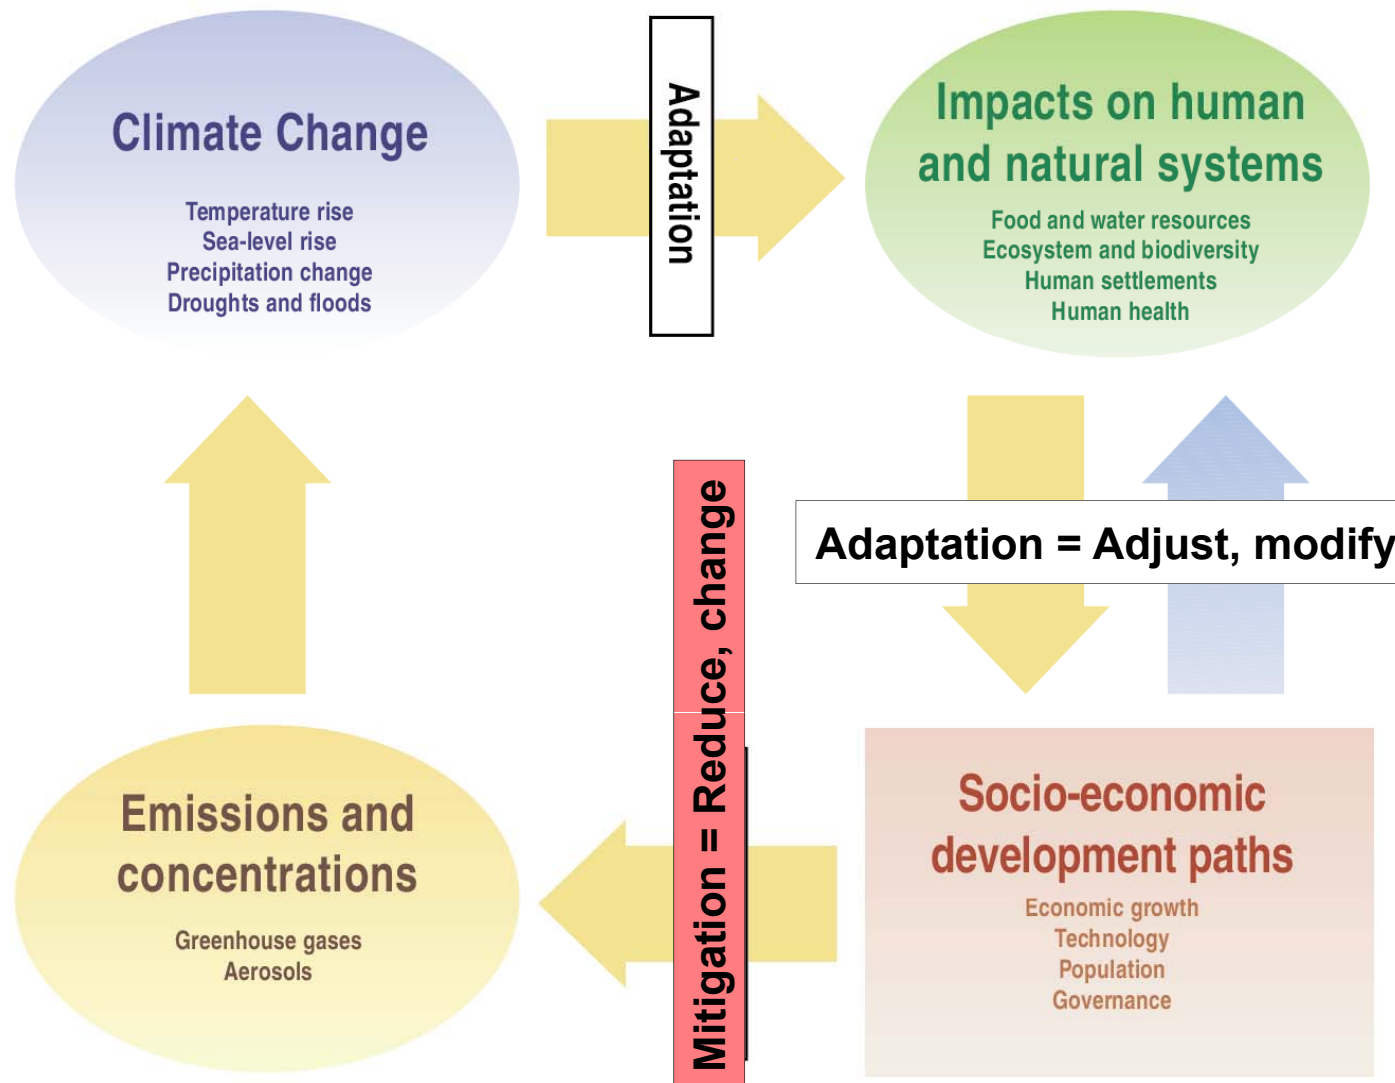 Climate Change
Temperature rise
Sea-level rise
Precipitation change
Droughts and floods
Adaptation
Impacts on human
and natural systems
Food and water resources
Ecosystem and biodiversity
Human settlements
Human health
Adaptation = Adjust, modify
Mitigation = Reduce, change
Emissions and
concentrations
Greenhouse gases
Aerosols
Socio-economic
development paths
Economic growth
Technology
Population
Governance